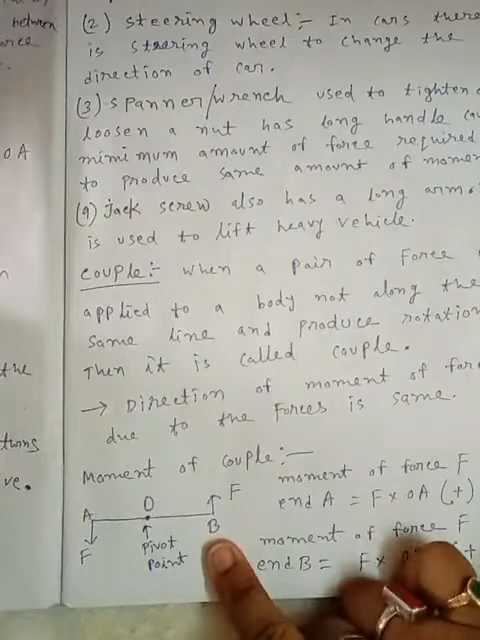 between
orce
(2) Steering wheel:- In cars there
is steering wheel to change the
direction of car.
(3) Spanner/wrench used to tighten
loosen a nut has long handle
minimum amount of force required
to produce same amount of momen
(4) Jack screw also has a long arm.
is used to lift heavy vehicle.
OA
couple:- when a pair of Force
applied to a body not along the
same line and produce rotation
Then it is called couple.
the
→ Direction of moment of for
due to the Forces is same.
tions
ve.
Moment of couple:-
moment of force F
end A = F x OA (+)
moment of force F
end B = F x
A O F
F B
Pivot
Point